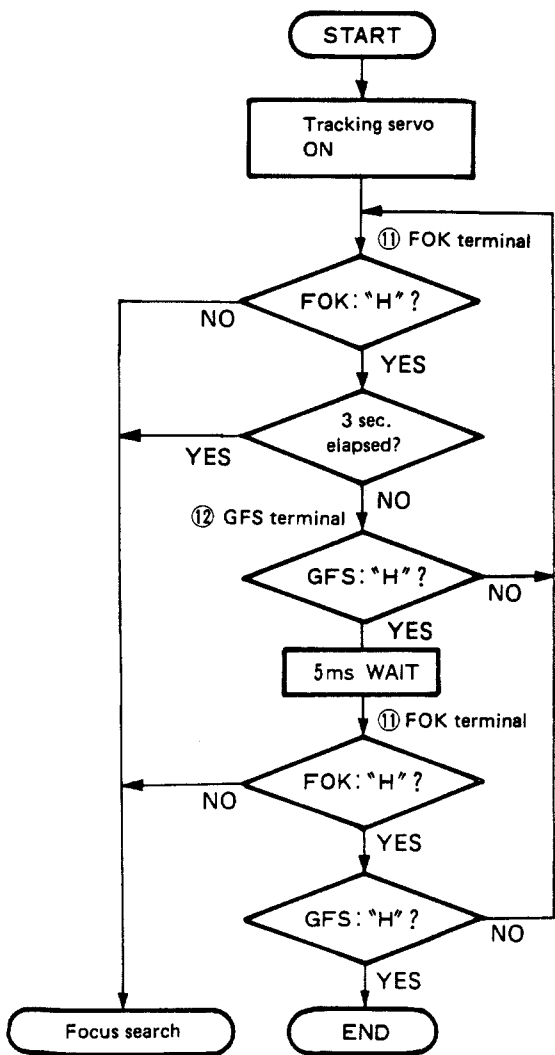 START
Tracking servo
ON
⑪ FOK terminal
FOK: "H" ?
NO
YES
3 sec.
elapsed?
YES
NO
⑫ GFS terminal
GFS: "H" ?
NO
YES
5ms WAIT
⑪ FOK terminal
FOK: "H" ?
NO
YES
GFS: "H" ?
NO
YES
Focus search
END